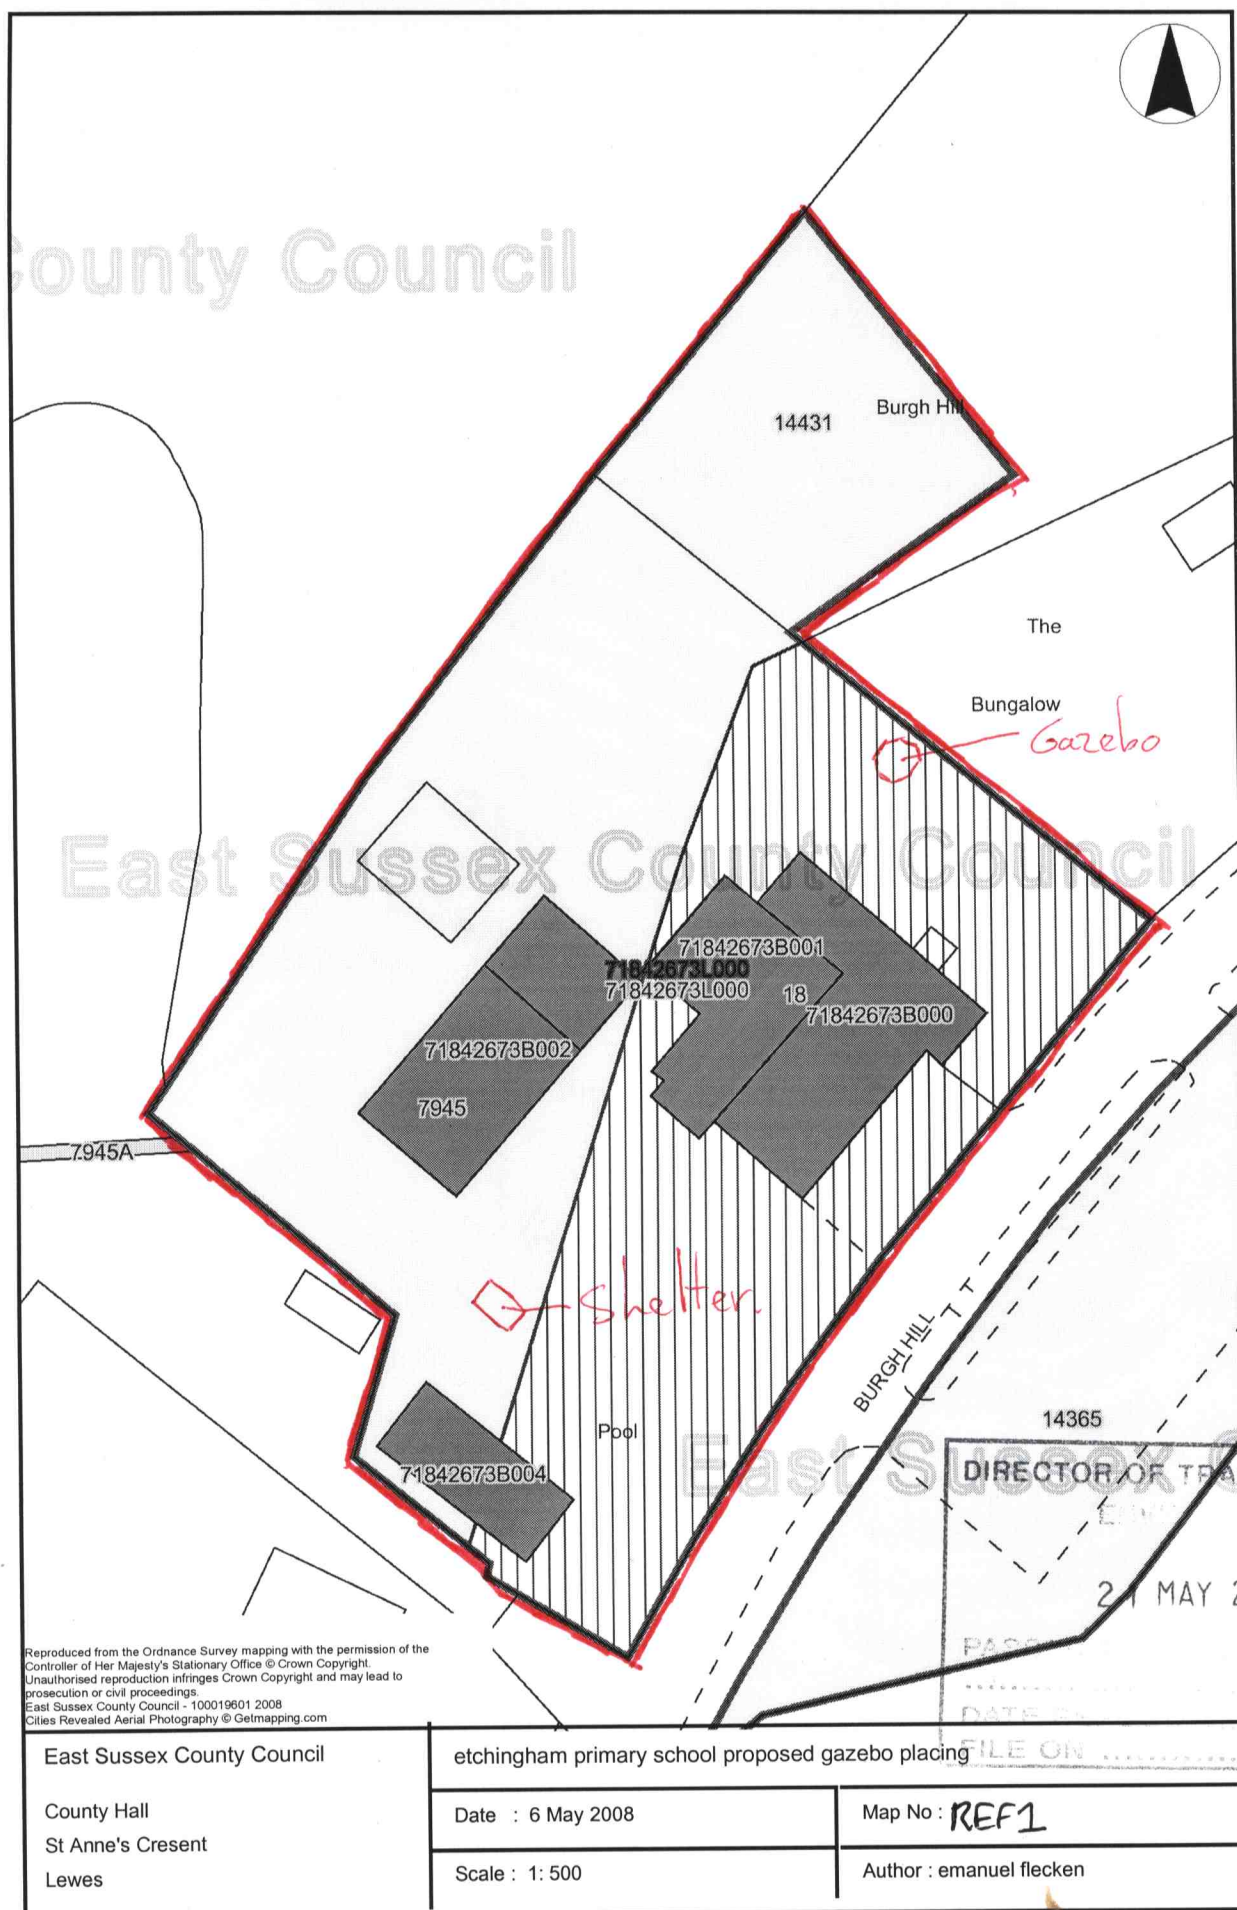 County Council
14431
Burgh Hill
The
Bungalow
Gazebo
East Sussex County Council
71842673B001
71842673L000
71842673L000
18
71842673B000
71842673B002
7945
7945A
Shelter.
BURGH HILL
14365
Pool
East Sussex
71842673B004
DIRECTOR OF TRA
MAY
DATE
FILE ON
Reproduced from the Ordnance Survey mapping with the permission of the
Controller of Her Majesty's Stationary Office © Crown Copyright.
Unauthorised reproduction infringes Crown Copyright and may lead to
prosecution or civil proceedings.
East Sussex County Council - 100019601 2008
Cities Revealed Aerial Photography © Getmapping.com
East Sussex County Council
County Hall
St Anne's Cresent
Lewes
etchingham primary school proposed gazebo placing
Date : 6 May 2008
Map No : REF1
Scale : 1: 500
Author : emanuel flecken